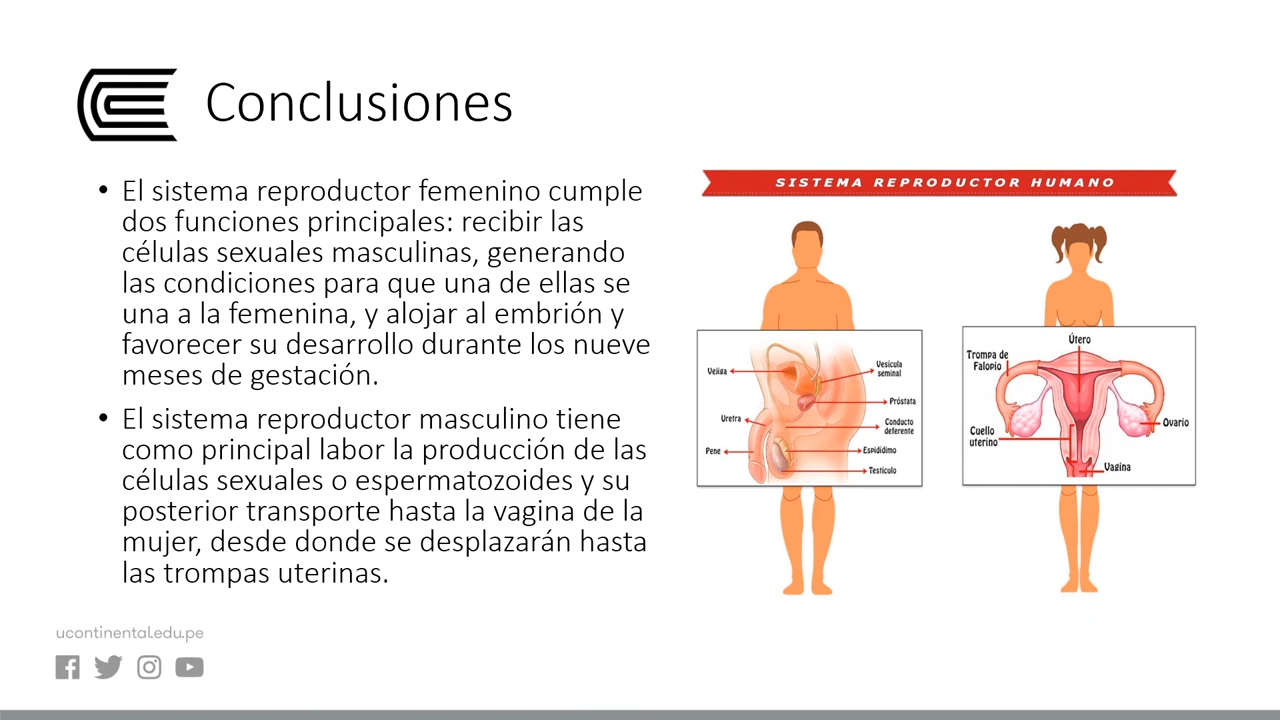 Conclusiones
• El sistema reproductor femenino cumple
dos funciones principales: recibir las
células sexuales masculinas, generando
las condiciones para que una de ellas se
una a la femenina, y alojar al embrión y
favorecer su desarrollo durante los nueve
meses de gestación.
• El sistema reproductor masculino tiene
como principal labor la producción de las
células sexuales o espermatozoides y su
posterior transporte hasta la vagina de la
mujer, desde donde se desplazarán hasta
las trompas uterinas.
SISTEMA REPRODUCTOR HUMANO
Vejiga
Uretra
Pene
Vesícula
seminal
Próstata
Conducto
deferente
Espidídimo
Testículo
Útero
Trompa de
Falopio
Cuello
uterino
Ovario
Vagina
ucontinental.edu.pe